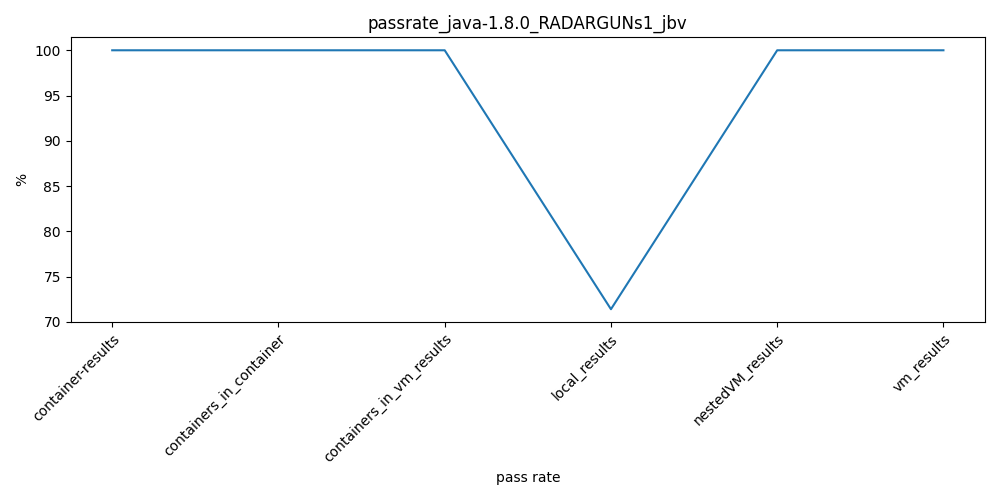 passrate_java-1.8.0_RADARGUNs1_jbv
100
95
90
85
80
75
70
%
container-results
containers_in_container
containers_in_vm_results
local_results
nestedVM_results
vm_results
pass rate